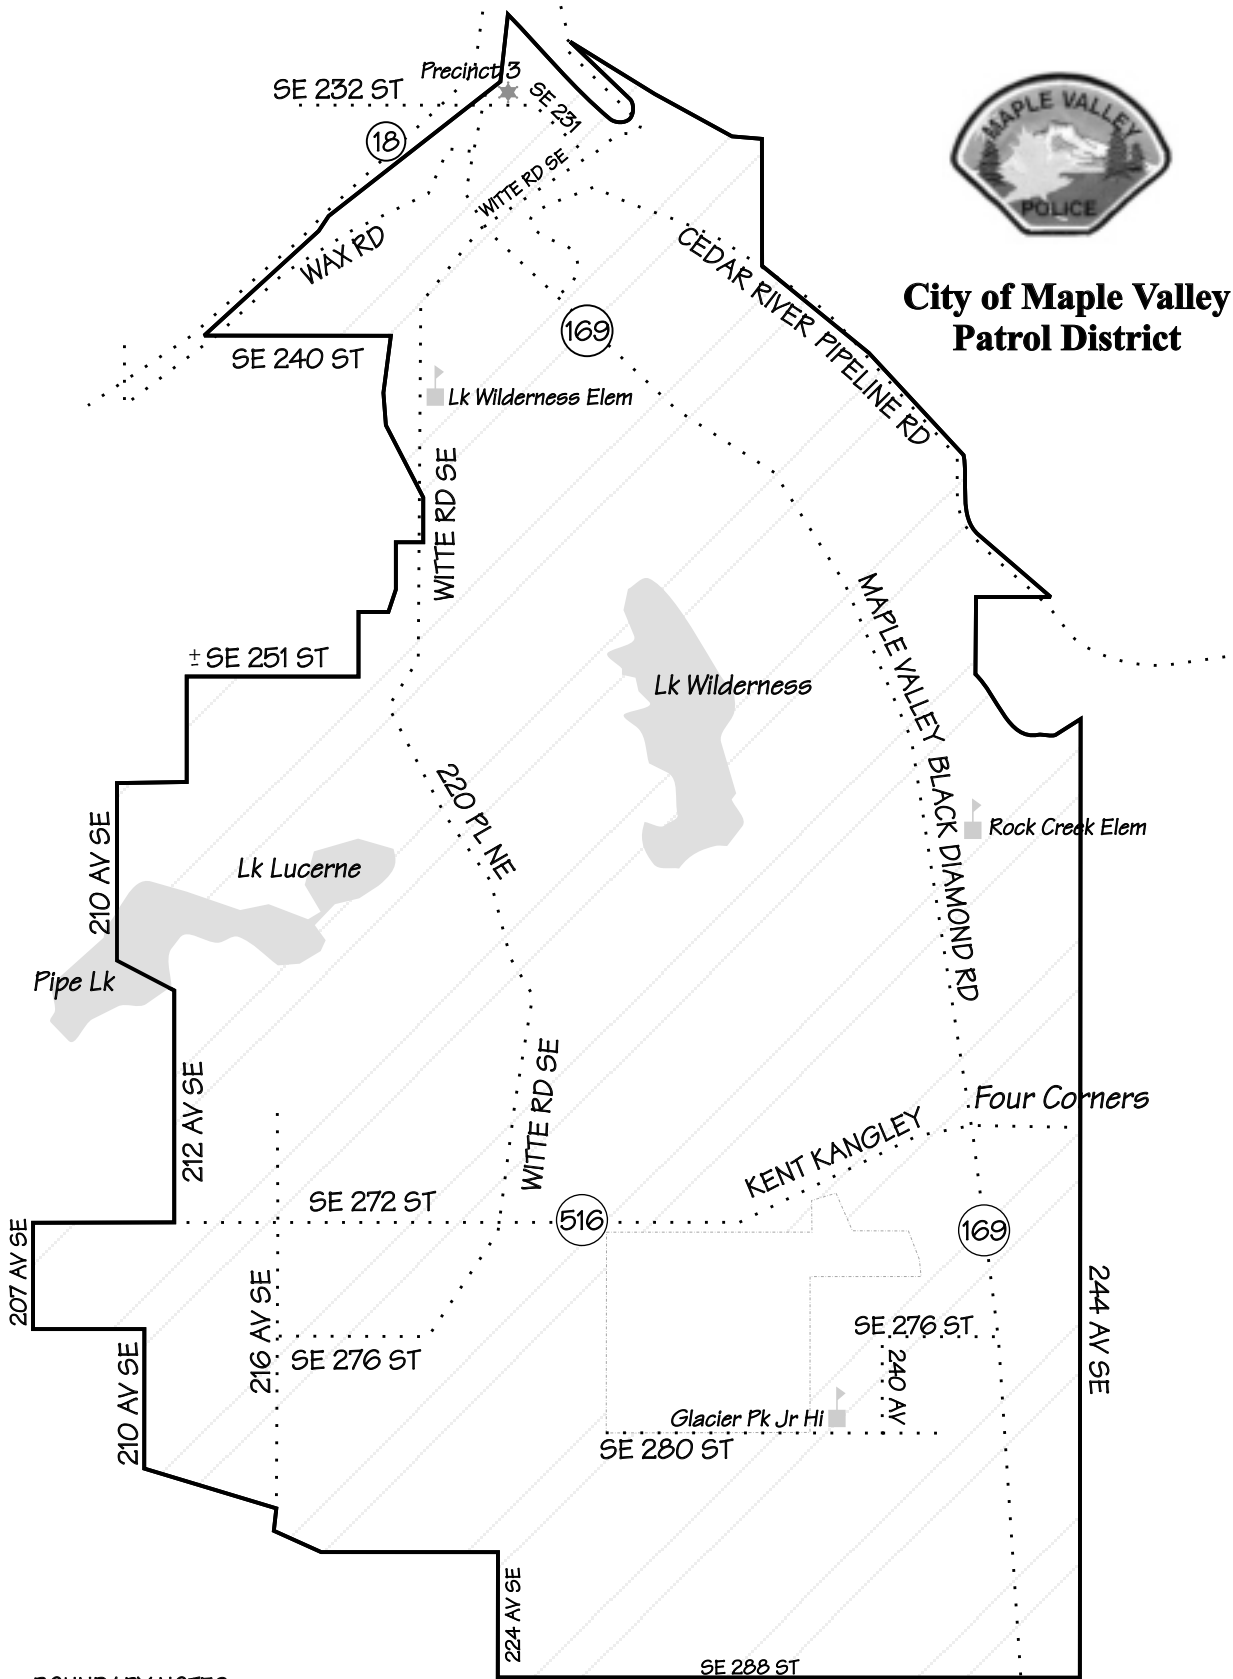 Precinct 3
SE 232 ST
SE 231
18
WITTE RD SE
WAX RD
CEDAR RIVER PIPELINE RD
MAPLE VALLEY
POLICE
City of Maple Valley
Patrol District
169
SE 240 ST
Lk Wilderness Elem
WITTE RD SE
MAPLE VALLEY BLACK DIAMOND RD
± SE 251 ST
Lk Wilderness
220 PL NE
210 AV SE
Rock Creek Elem
Lk Lucerne
Pipe Lk
212 AV SE
WITTE RD SE
Four Corners
KENT KANGLEY
SE 272 ST
516
169
207 AV SE
216 AV SE
244 AV SE
SE 276 ST
SE 276 ST
240 AV
210 AV SE
Glacier Pk Jr Hi
SE 280 ST
224 AV SE
SE 288 ST